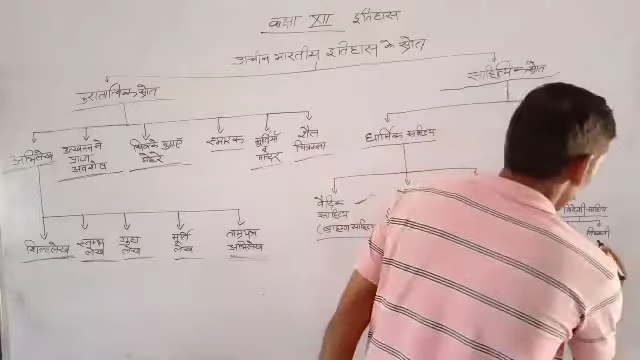 कक्षा XII इतिहास
प्राचीन भारतीय इतिहास के स्रोत
पुरातात्विक स्रोत
साहित्यिक स्रोत
अभिलेख
उत्खनन से
प्राप्त
अवशेष
सिक्के मुद्राएँ
मोहरें
स्मारक
मूर्तियाँ
मंदिर
शैल
चित्रकला
धार्मिक साहित्य
वैदिक
साहित्य
(ब्राह्मण साहित्य
विदेशी साहित्य
शिलालेख
स्तम्भ
लेख
गुहा
लेख
मूर्ति
लेख
ताम्रपत्र
अभिलेख